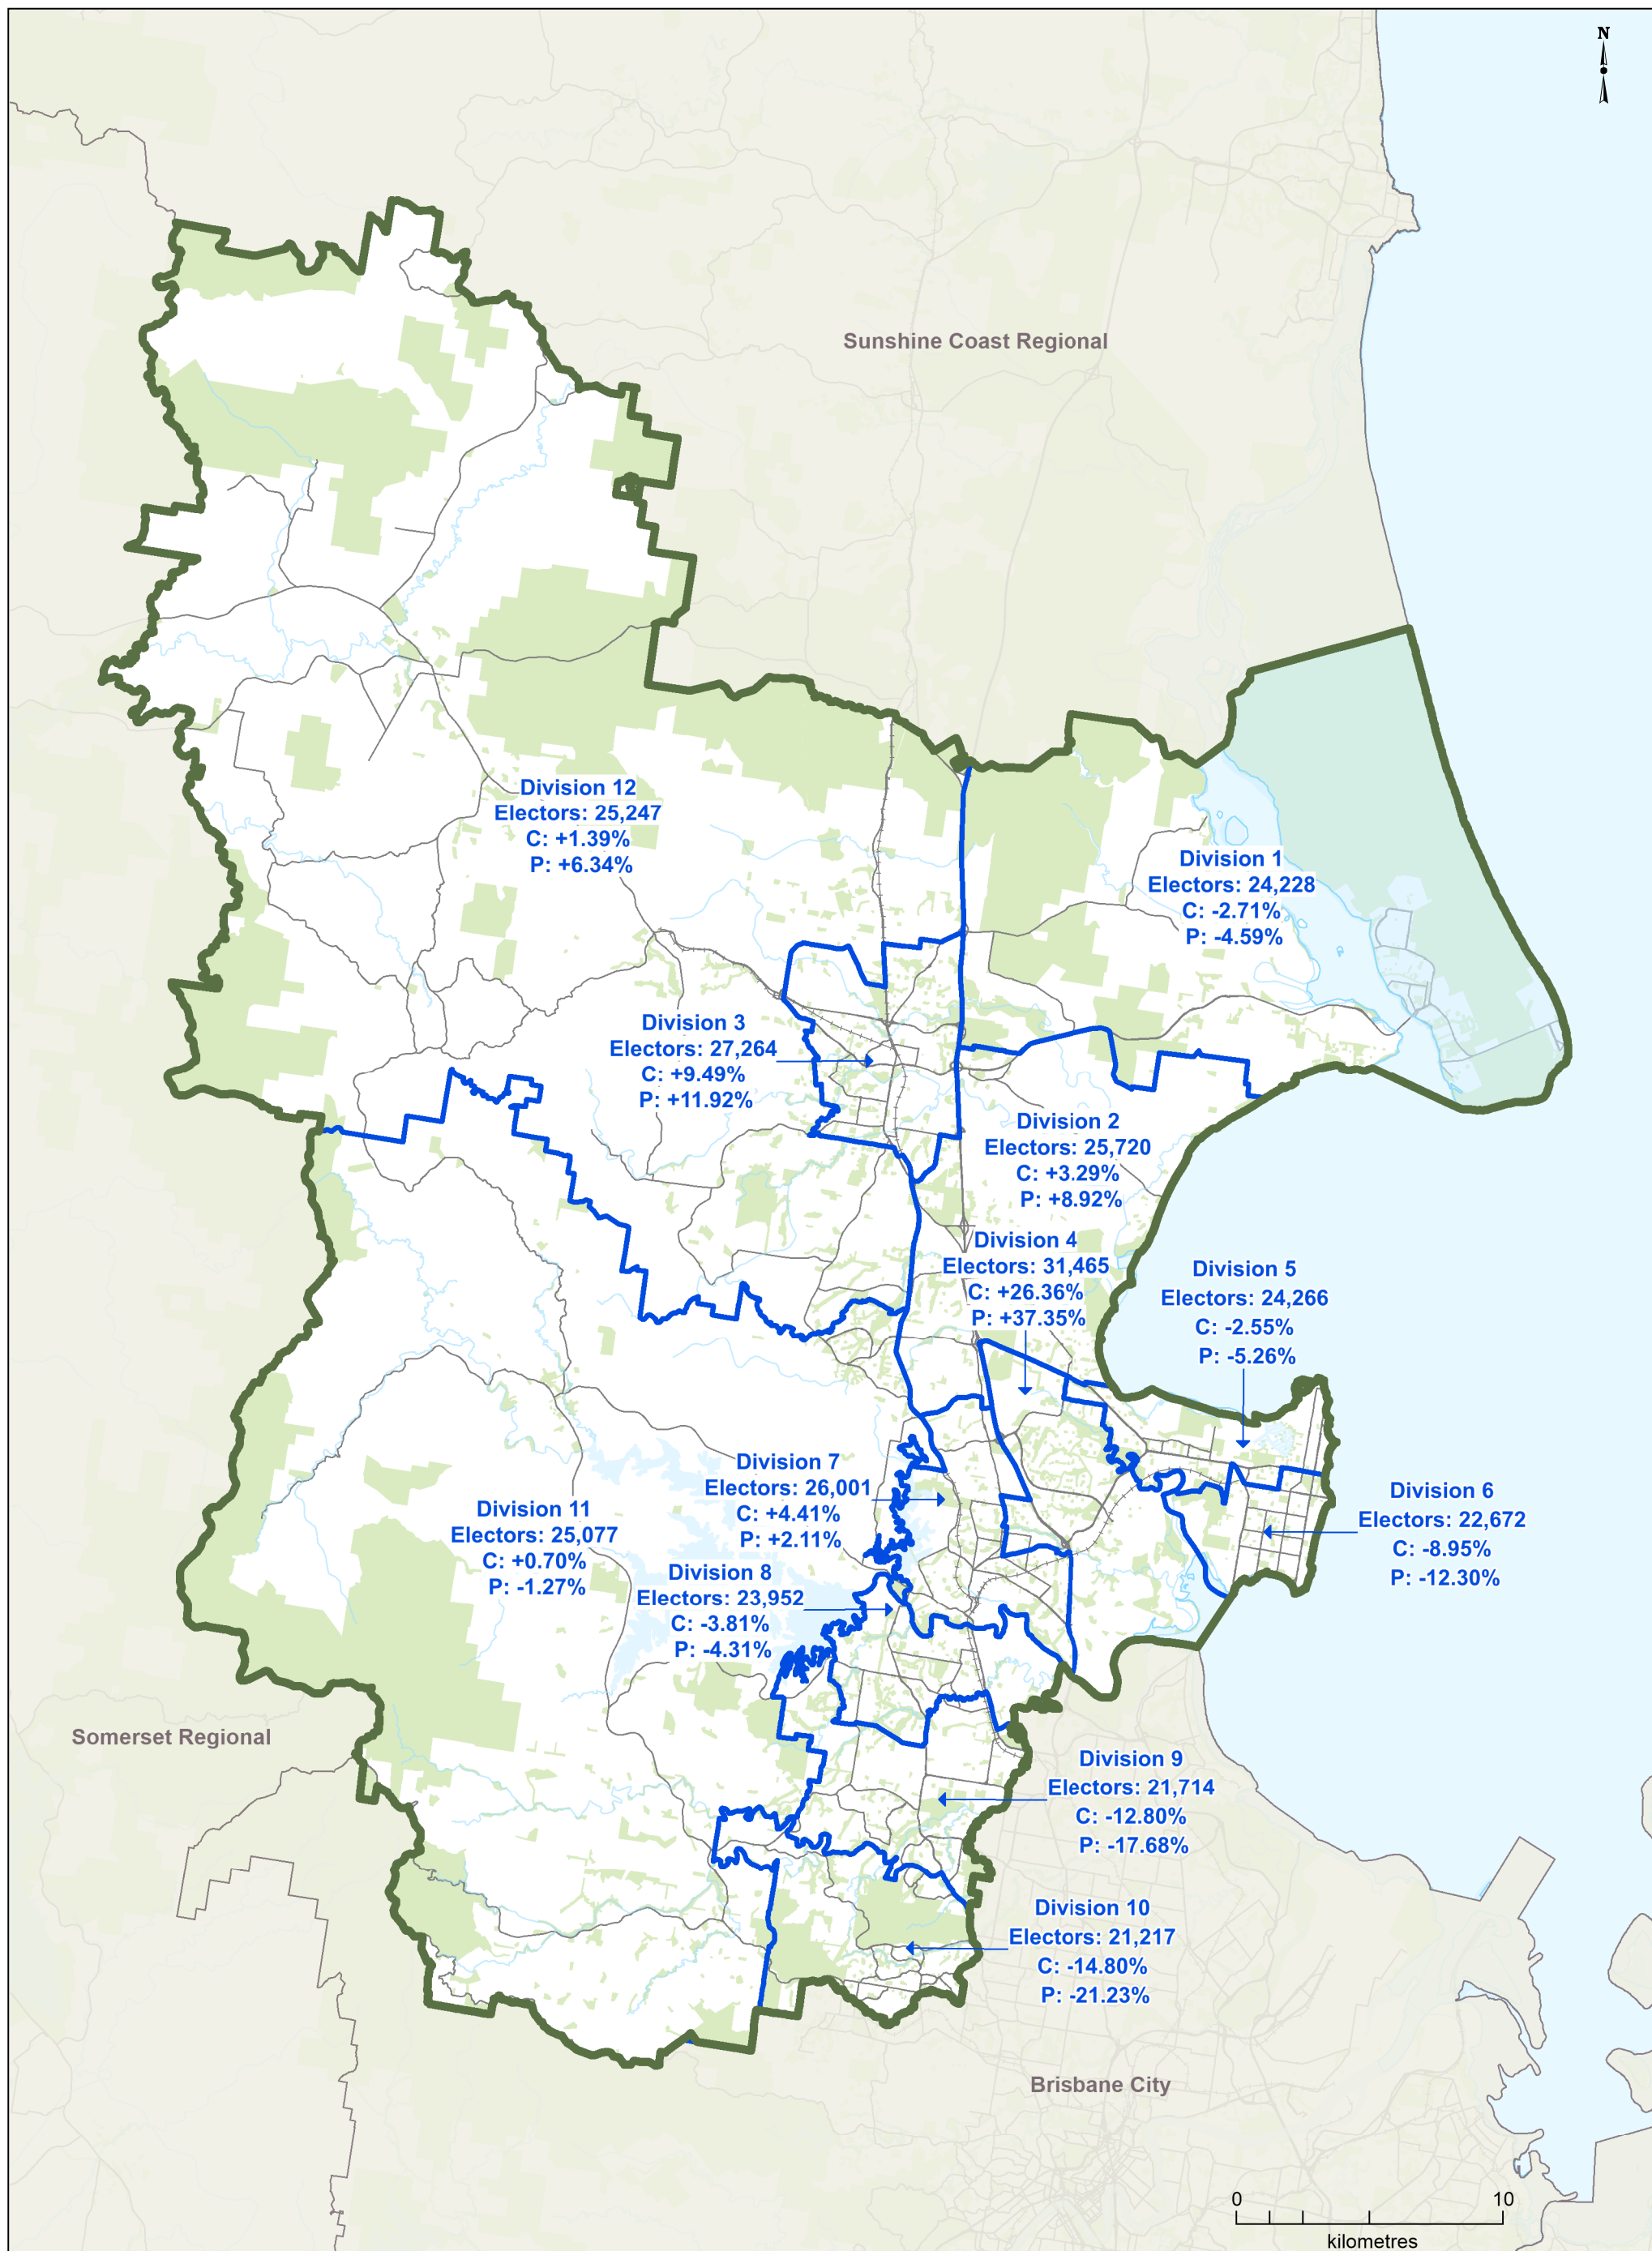 N
Sunshine Coast Regional
Division 12
Electors: 25,247
C: +1.39%
P: +6.34%
Division 1
Electors: 24,228
C: -2.71%
P: -4.59%
Division 3
Electors: 27,264
C: +9.49%
P: +11.92%
Division 2
Electors: 25,720
C: +3.29%
P: +8.92%
Division 4
Electors: 31,465
C: +26.36%
P: +37.35%
Division 5
Electors: 24,266
C: -2.55%
P: -5.26%
Division 7
Electors: 26,001
C: +4.41%
P: +2.11%
Division 6
Electors: 22,672
C: -8.95%
P: -12.30%
Division 11
Electors: 25,077
C: +0.70%
P: -1.27%
Division 8
Electors: 23,952
C: -3.81%
P: -4.31%
Somerset Regional
Division 9
Electors: 21,714
C: -12.80%
P: -17.68%
Division 10
Electors: 21,217
C: -14.80%
P: -21.23%
Brisbane City
0 10
kilometres